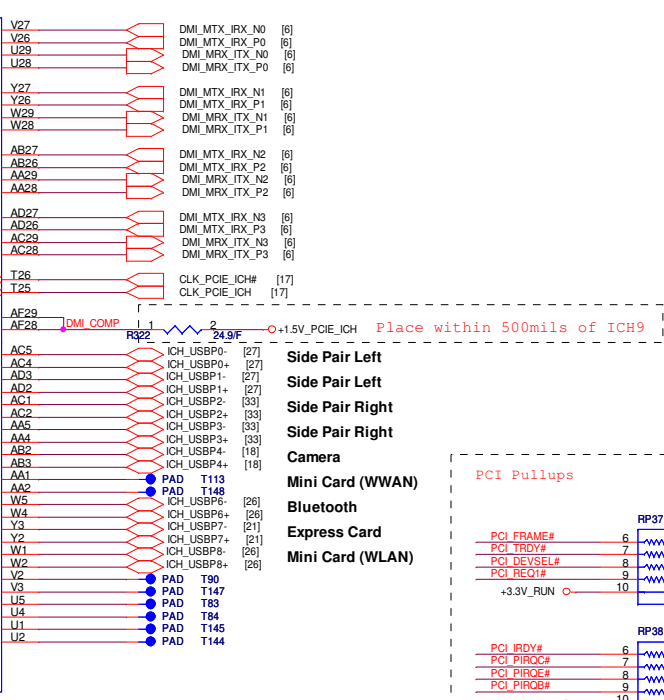 V27 DMI_MTX_IRX_N0 [6]
V26 DMI_MTX_IRX_P0 [6]
U29 DMI_MRX_ITX_N0 [6]
U28 DMI_MRX_ITX_P0 [6]
Y27 DMI_MTX_IRX_N1 [6]
Y26 DMI_MTX_IRX_P1 [6]
W29 DMI_MRX_ITX_N1 [6]
W28 DMI_MRX_ITX_P1 [6]
AB27 DMI_MTX_IRX_N2 [6]
AB26 DMI_MTX_IRX_P2 [6]
AA29 DMI_MRX_ITX_N2 [6]
AA28 DMI_MRX_ITX_P2 [6]
AD27 DMI_MTX_IRX_N3 [6]
AD26 DMI_MTX_IRX_P3 [6]
AC29 DMI_MRX_ITX_N3 [6]
AC28 DMI_MRX_ITX_P3 [6]
T26 CLK_PCIE_ICH# [17]
T25 CLK_PCIE_ICH [17]
AF29
AF28 DMI_COMP 1 2 +1.5V_PCIE_ICH Place within 500mils of ICH9
R322 24.9/F
AC5 ICH_USBP0- [27] Side Pair Left
AC4 ICH_USBP0+ [27]
AD3 ICH_USBP1- [27] Side Pair Left
AD2 ICH_USBP1+ [27]
AC1 ICH_USBP2- [33] Side Pair Right
AC2 ICH_USBP2+ [33]
AA5 ICH_USBP3- [33] Side Pair Right
AA4 ICH_USBP3+ [33]
AB2 ICH_USBP4- [18] Camera
AB3 ICH_USBP4+ [18]
AA1 PAD T113 Mini Card (WWAN)
AA2 PAD T148
W5 ICH_USBP6- [26] Bluetooth
W4 ICH_USBP6+ [26]
Y3 ICH_USBP7- [21] Express Card
Y2 ICH_USBP7+ [21]
W1 ICH_USBP8- [26] Mini Card (WLAN)
W2 ICH_USBP8+ [26]
V2 PAD T90
V3 PAD T147
U5 PAD T83
U4 PAD T84
U1 PAD T145
U2 PAD T144
PCI Pullups
RP37
PCI_FRAME# 6
PCI_TRDY# 7
PCI_DEVSEL# 8
PCI_REQ1# 9
+3.3V_RUN 10
RP38
PCI_IRDY# 6
PCI_PIRQC# 7
PCI_PIRQE# 8
PCI_PIRQB# 9
10